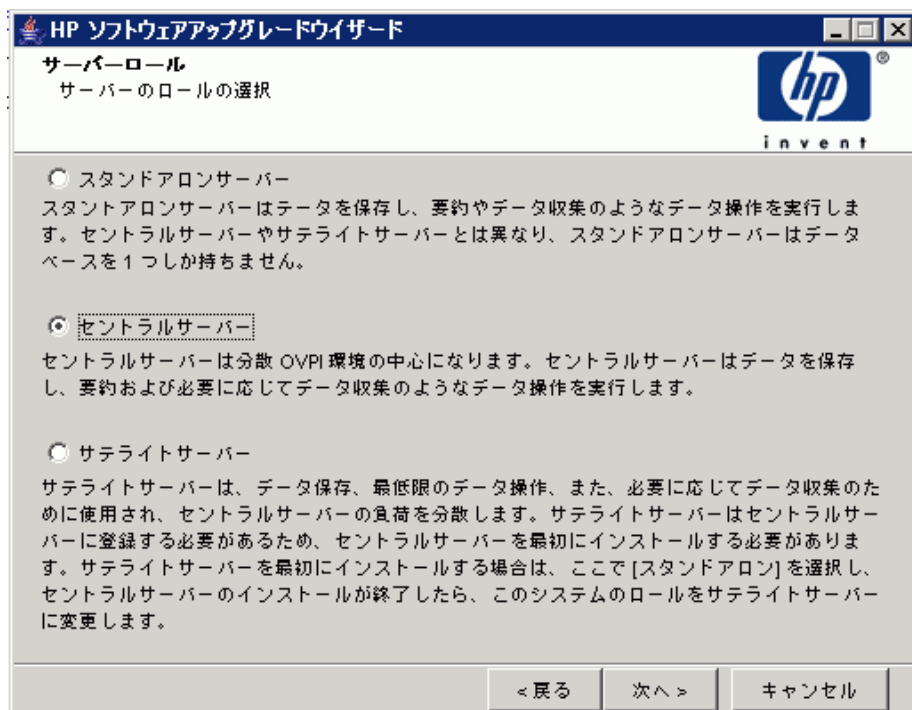 HP ソフトウェアアップグレードウイザード
サーバーロール
サーバーのロールの選択
hp
®
invent
スタンドアロンサーバー
スタンドアロンサーバーはデータを保存し、要約やデータ収集のようなデータ操作を実行しま
す。セントラルサーバーやサテライトサーバーとは異なり、スタンドアロンサーバーはデータ
ベースを1つしか持ちません。
セントラルサーバー
セントラルサーバーは分散 OVPI 環境の中心になります。セントラルサーバーはデータを保存
し、要約および必要に応じてデータ収集のようなデータ操作を実行します。
サテライトサーバー
サテライトサーバーは、データ保存、最低限のデータ操作、また、必要に応じてデータ収集のた
めに使用され、セントラルサーバーの負荷を分散します。サテライトサーバーはセントラルサー
バーに登録する必要があるため、セントラルサーバーを最初にインストールする必要がありま
す。サテライトサーバーを最初にインストールする場合は、ここで [スタンドアロン] を選択し、
セントラルサーバーのインストールが終了したら、このシステムのロールをサテライトサーバー
に変更します。
<戻る
次へ >
キャンセル